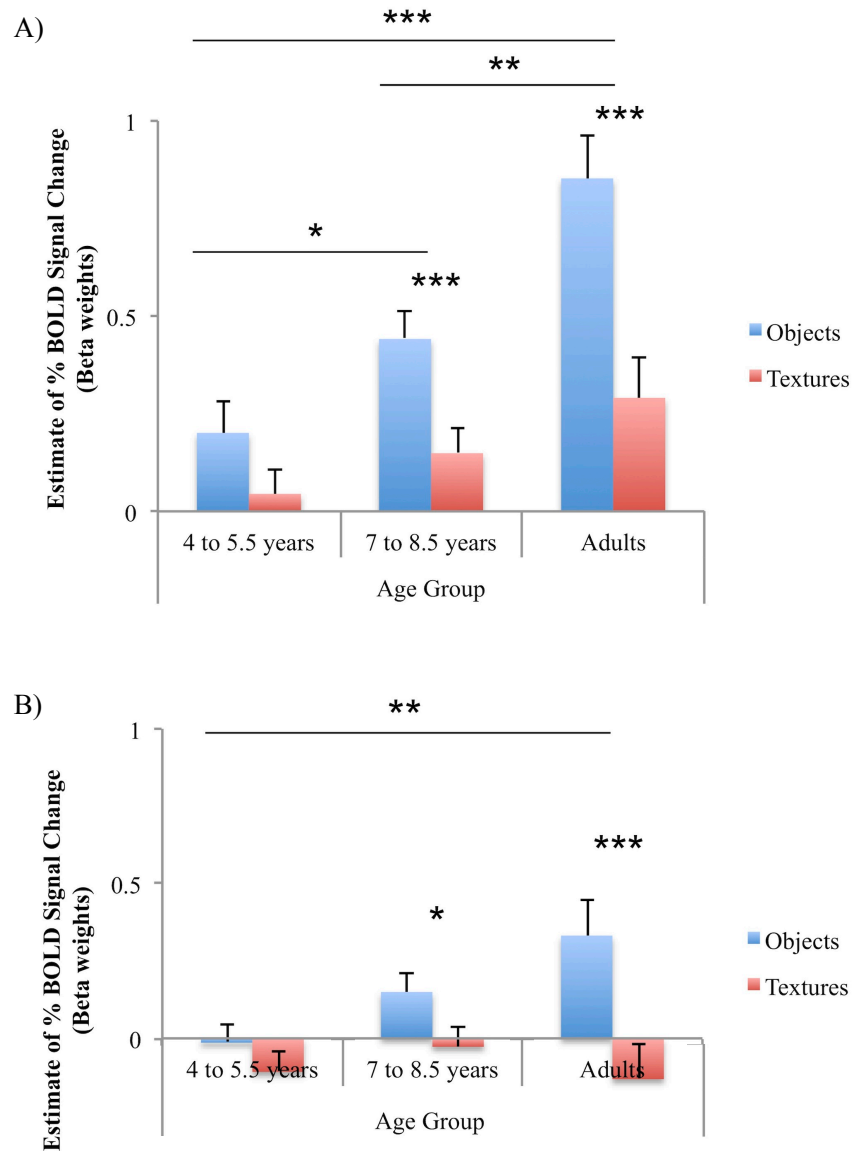 A)
***
**
***
1
*
***
0.5
0
Estimate of % BOLD Signal Change
(Beta weights)
Objects
Textures
4 to 5.5 years 7 to 8.5 years Adults
Age Group
B)
**
1
***
0.5
*
0
Estimate of % BOLD Signal Change
(Beta weights)
Objects
Textures
4 to 5.5 years 7 to 8.5 years Adults
Age Group